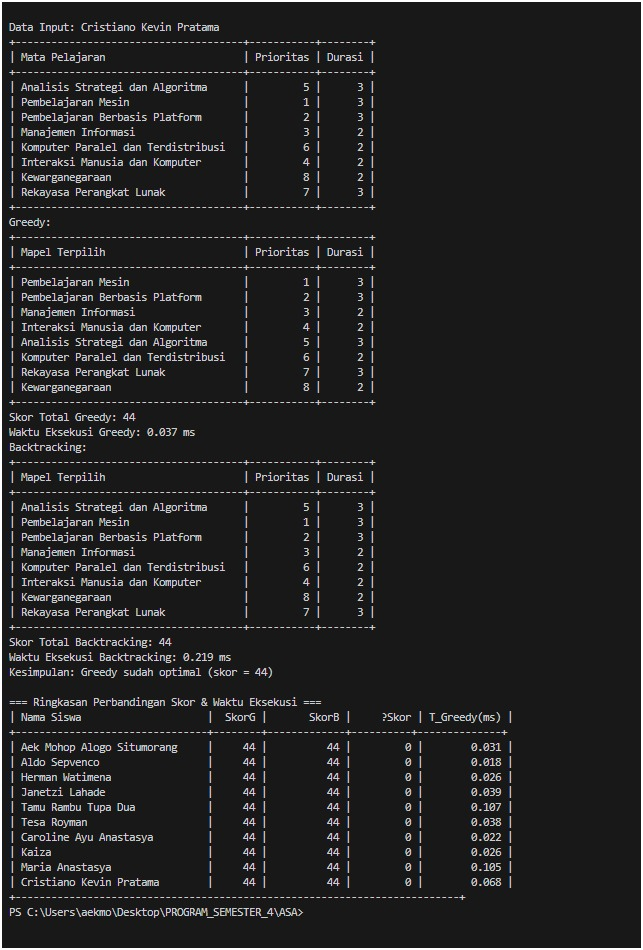 Data Input: Cristiano Kevin Pratama
+--------------------------------------+-----------+--------+
| Mata Pelajaran                       | Prioritas | Durasi |
+--------------------------------------+-----------+--------+
| Analisis Strategi dan Algoritma      |         5 |      3 |
| Pembelajaran Mesin                   |         1 |      3 |
| Pembelajaran Berbasis Platform       |         2 |      3 |
| Manajemen Informasi                  |         3 |      2 |
| Komputer Paralel dan Terdistribusi   |         6 |      2 |
| Interaksi Manusia dan Komputer       |         4 |      2 |
| Kewarganegaraan                      |         8 |      2 |
| Rekayasa Perangkat Lunak             |         7 |      3 |
+--------------------------------------+-----------+--------+
Greedy:
+--------------------------------------+-----------+--------+
| Mapel Terpilih                       | Prioritas | Durasi |
+--------------------------------------+-----------+--------+
| Pembelajaran Mesin                   |         1 |      3 |
| Pembelajaran Berbasis Platform       |         2 |      3 |
| Manajemen Informasi                  |         3 |      2 |
| Interaksi Manusia dan Komputer       |         4 |      2 |
| Analisis Strategi dan Algoritma      |         5 |      3 |
| Komputer Paralel dan Terdistribusi   |         6 |      2 |
| Rekayasa Perangkat Lunak             |         7 |      3 |
| Kewarganegaraan                      |         8 |      2 |
+--------------------------------------+-----------+--------+
Skor Total Greedy: 44
Waktu Eksekusi Greedy: 0.037 ms
Backtracking:
+--------------------------------------+-----------+--------+
| Mapel Terpilih                       | Prioritas | Durasi |
+--------------------------------------+-----------+--------+
| Analisis Strategi dan Algoritma      |         5 |      3 |
| Pembelajaran Mesin                   |         1 |      3 |
| Pembelajaran Berbasis Platform       |         2 |      3 |
| Manajemen Informasi                  |         3 |      2 |
| Komputer Paralel dan Terdistribusi   |         6 |      2 |
| Interaksi Manusia dan Komputer       |         4 |      2 |
| Kewarganegaraan                      |         8 |      2 |
| Rekayasa Perangkat Lunak             |         7 |      3 |
+--------------------------------------+-----------+--------+
Skor Total Backtracking: 44
Waktu Eksekusi Backtracking: 0.219 ms
Kesimpulan: Greedy sudah optimal (skor = 44)
=== Ringkasan Perbandingan Skor & Waktu Eksekusi ===
| Nama Siswa                     |  SkorG |       SkorB |     ?Skor | T_Greedy(ms) |
+--------------------------------+--------+-------------+----------+--------------+
| Aek Mohop Alogo Situmorang     |     44 |          44 |         0 |        0.031 |
| Aldo Sepvenco                  |     44 |          44 |         0 |        0.018 |
| Herman Watimena                |     44 |          44 |         0 |        0.026 |
| Janetzi Lahade                 |     44 |          44 |         0 |        0.039 |
| Tamu Rambu Tupa Dua            |     44 |          44 |         0 |        0.107 |
| Tesa Royman                    |     44 |          44 |         0 |        0.038 |
| Caroline Ayu Anastasya         |     44 |          44 |         0 |        0.022 |
| Kaiza                          |     44 |          44 |         0 |        0.026 |
| Maria Anastasya                |     44 |          44 |         0 |        0.105 |
| Cristiano Kevin Pratama        |     44 |          44 |         0 |        0.068 |
+--------------------------------------------------------------------------+
PS C:\Users\aekmo\Desktop\PROGRAM_SEMESTER_4\ASA>